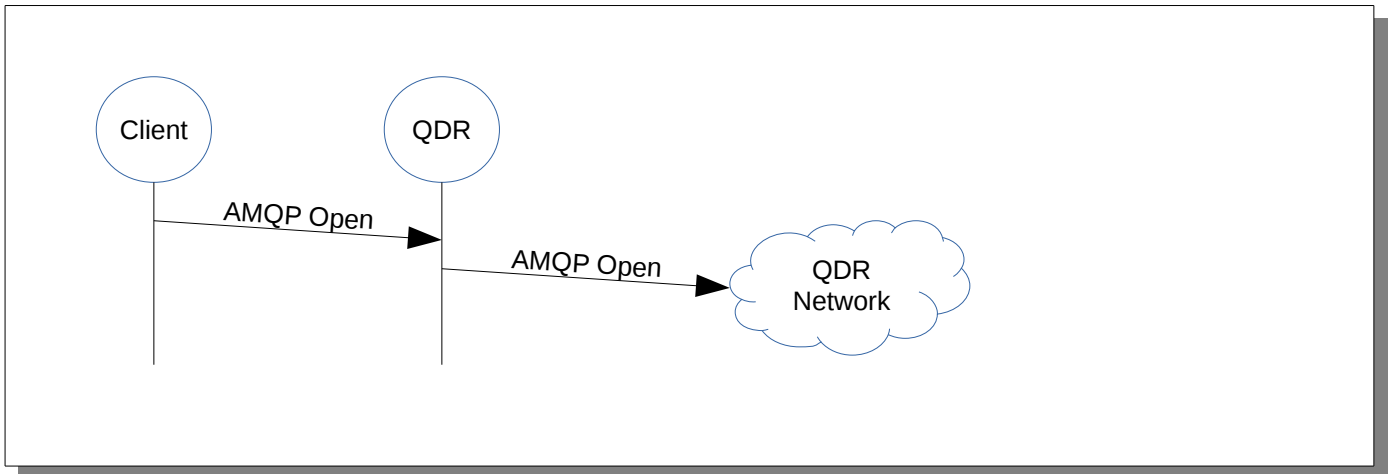 Client
QDR
AMQP Open
AMQP Open
QDR
Network